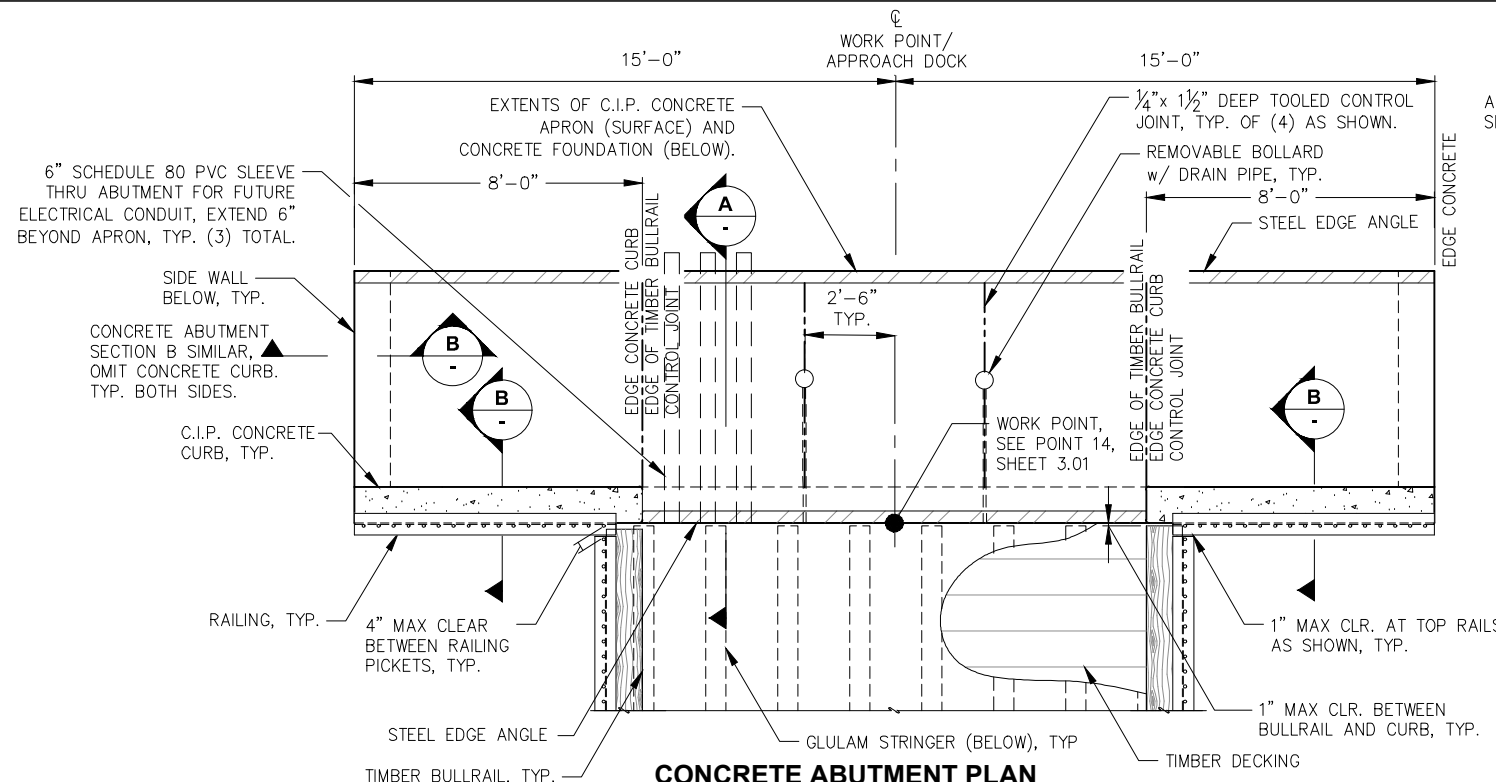 ℄
WORK POINT/
APPROACH DOCK
15'-0"
15'-0"
EXTENTS OF C.I.P. CONCRETE
APRON (SURFACE) AND
CONCRETE FOUNDATION (BELOW).
1/4"x 1 1/2" DEEP TOOLED CONTROL
JOINT, TYP. OF (4) AS SHOWN.
REMOVABLE BOLLARD
w/ DRAIN PIPE, TYP.
6" SCHEDULE 80 PVC SLEEVE
THRU ABUTMENT FOR FUTURE
ELECTRICAL CONDUIT, EXTEND 6"
BEYOND APRON, TYP. (3) TOTAL.
8'-0"
8'-0"
STEEL EDGE ANGLE
EDGE CONCRETE
A
-
SIDE WALL
BELOW, TYP.
EDGE CONCRETE CURB
EDGE OF TIMBER BULLRAIL
CONTROL JOINT
2'-6"
TYP.
EDGE OF TIMBER BULLRAIL
EDGE CONCRETE CURB
CONTROL JOINT
CONCRETE ABUTMENT
SECTION B SIMILAR,
OMIT CONCRETE CURB.
TYP. BOTH SIDES.
B
-
B
-
B
-
C.I.P. CONCRETE
CURB, TYP.
WORK POINT,
SEE POINT 14,
SHEET 3.01
RAILING, TYP.
4" MAX CLEAR
BETWEEN RAILING
PICKETS, TYP.
1" MAX CLR. AT TOP RAILS
AS SHOWN, TYP.
1" MAX CLR. BETWEEN
BULLRAIL AND CURB, TYP.
STEEL EDGE ANGLE
GLULAM STRINGER (BELOW), TYP
TIMBER DECKING
TIMBER BULLRAIL, TYP.
CONCRETE ABUTMENT PLAN